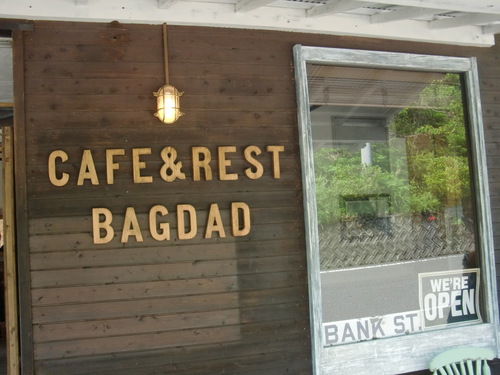 CAFE&REST
BAGDAD
WE'RE
OPEN
BANK ST.